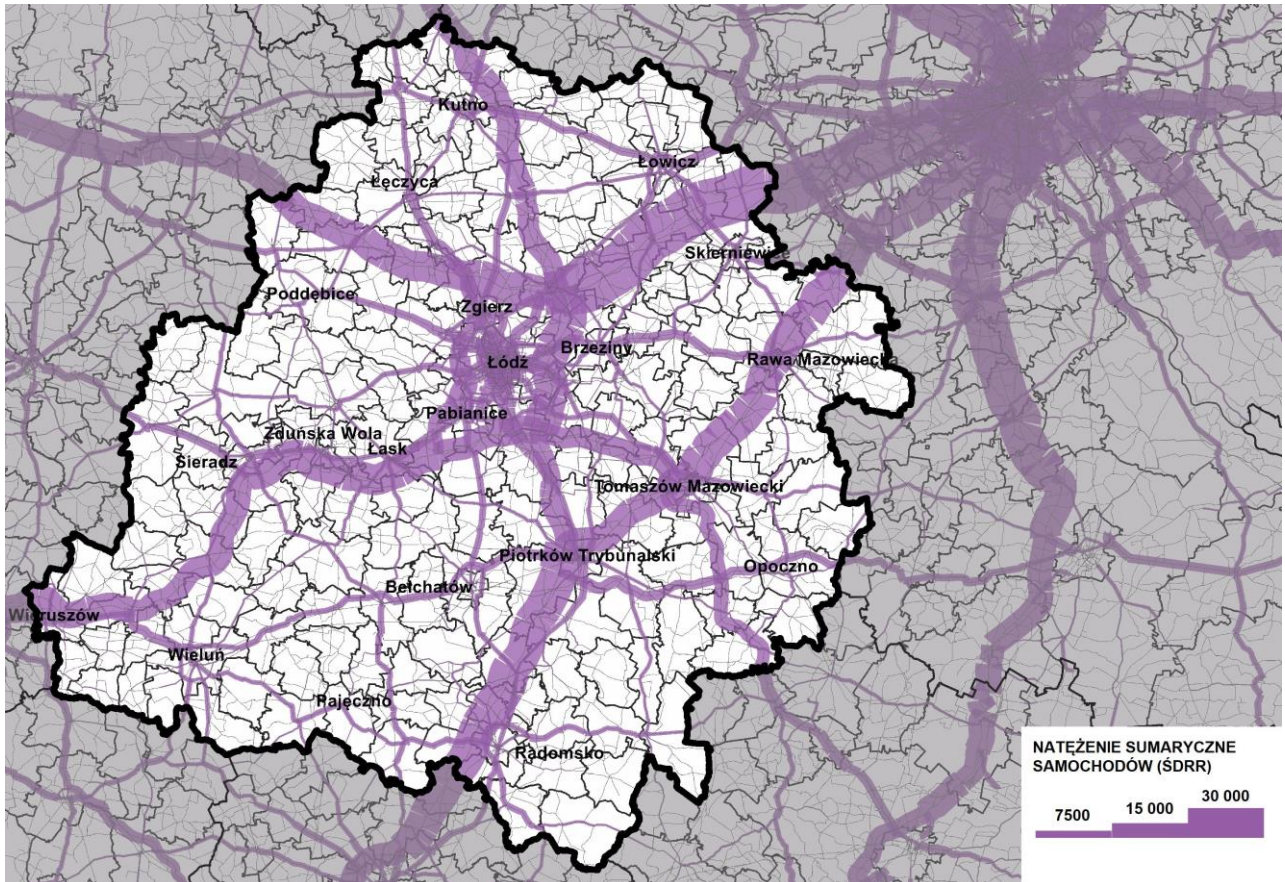 Kutno
Łowicz
Łęczyca
Skierniewice
Poddębice
Zgierz
Brzeziny
Łódź
Rawa Mazowiecka
Pabianice
Zduńska Wola
Łask
Sieradz
Tomaszów Mazowiecki
Piotrków Trybunalski
Opoczno
Bełchatów
Wieruszów
Wieluń
Pajęczno
Radomsko
NATĘŻENIE SUMARYCZNE
SAMOCHODÓW (ŚDRR)
7500 15 000 30 000